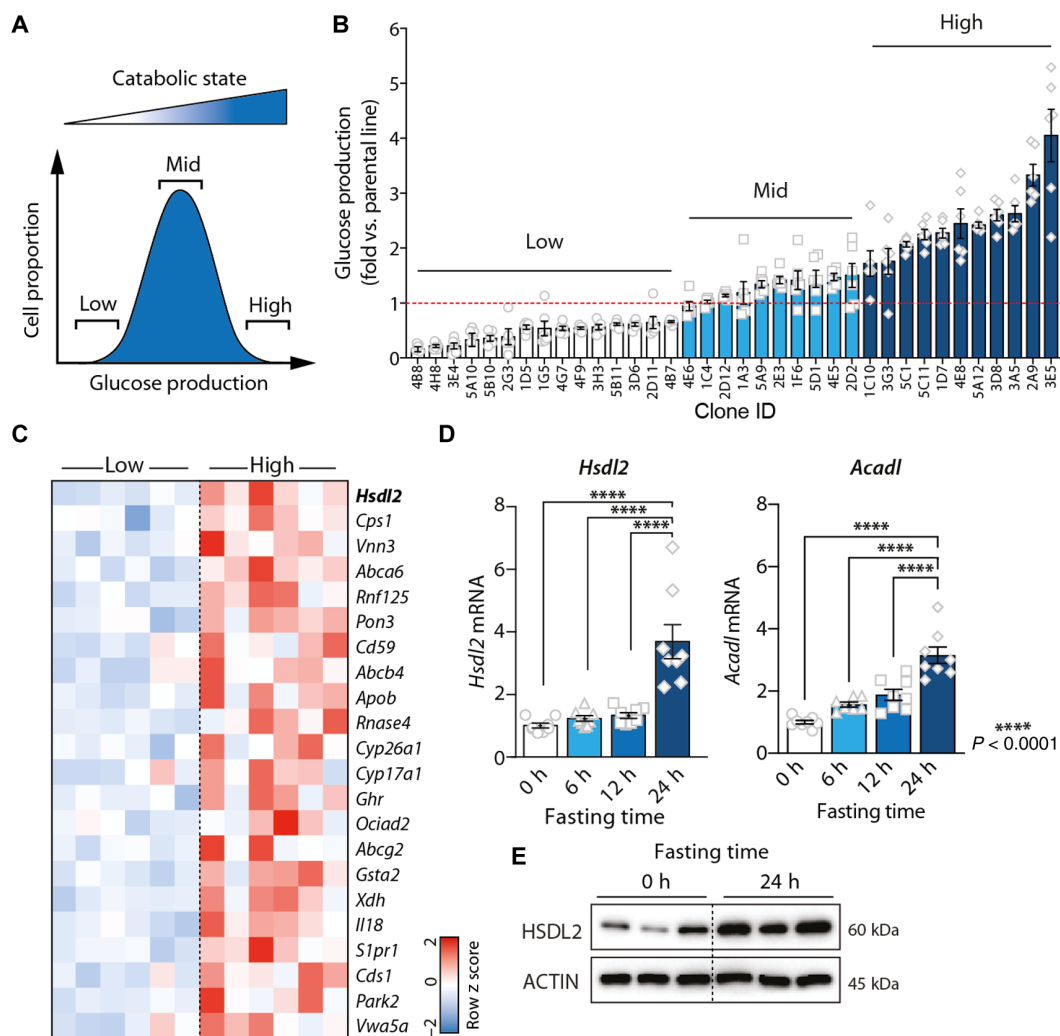 A
Catabolic state
Cell proportion
Mid
Low
High
Glucose production
B
Glucose production
(fold vs. parental line)
6
5
4
3
2
1
0
Low
Mid
High
4B8
4H8
3E4
5A10
5B10
2G3
1D5
1G5
4G7
4F9
3H3
5B11
3D6
2D11
4B7
4E6
1C4
2D12
1A3
5A9
2E3
1F6
5D1
4E5
2D2
1C10
3G3
5C1
5C11
1D7
4E8
5A12
3D8
3A5
2A9
3E5
Clone ID
C
Low
High
Hsdl2
Cps1
Vnn3
Abca6
Rnf125
Pon3
Cd59
Abcb4
Apob
Rnase4
Cyp26a1
Cyp17a1
Ghr
Ociad2
Abcg2
Gsta2
Xdh
Il18
S1pr1
Cds1
Park2
Vwa5a
2
0
−2
Row z score
D
Hsdl2
Hsdl2 mRNA
8
6
4
2
0
****
****
****
0 h
6 h
12 h
24 h
Fasting time
Acadl
Acadl mRNA
8
6
4
2
0
****
****
****
0 h
6 h
12 h
24 h
Fasting time
****
P < 0.0001
E
Fasting time
0 h
24 h
HSDL2
60 kDa
ACTIN
45 kDa